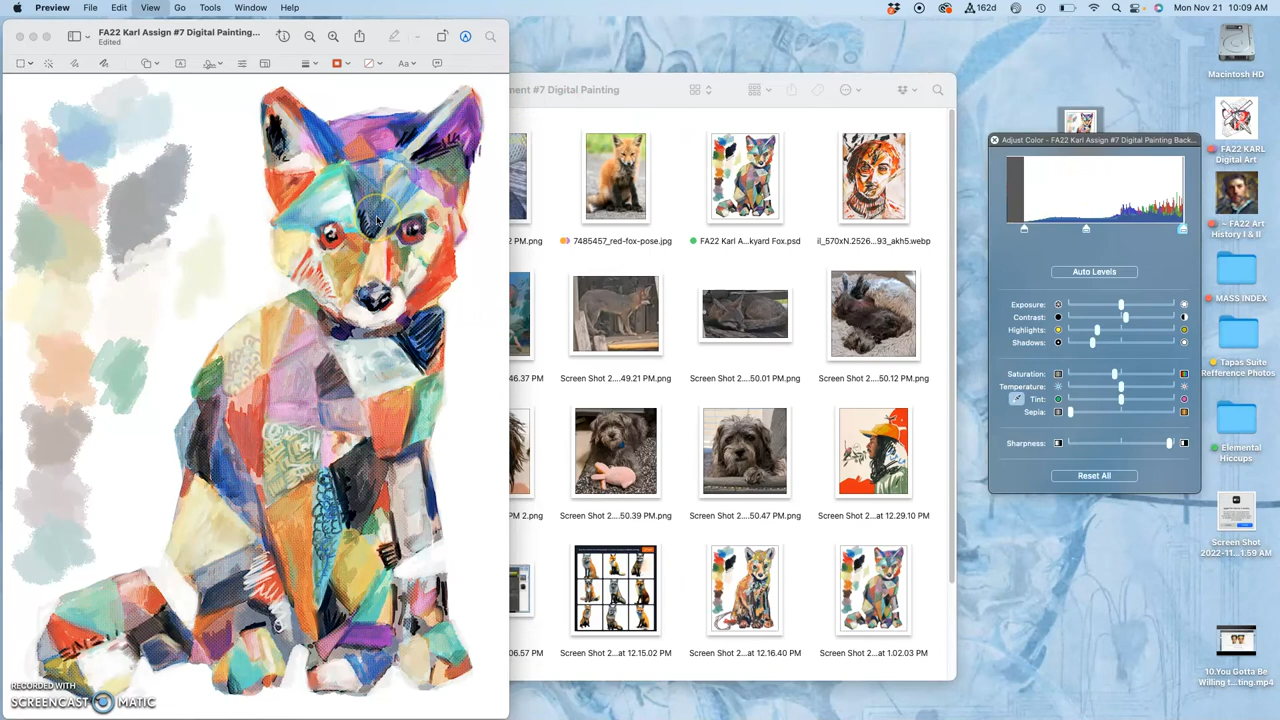 Preview File Edit View Go Tools Window Help
162d
Mon Nov 21 10:09 AM
FA22 Karl Assign #7 Digital Painting...
Edited
Aa
ment #7 Digital Painting
Adjust Color - FA22 Karl Assign #7 Digital Painting Back...
Auto Levels
Exposure:
Contrast:
Highlights:
Shadows:
Saturation:
Temperature:
Tint:
Sepia:
Sharpness:
Reset All
2 PM.png
7485457_red-fox-pose.jpg
FA22 Karl A...kyard Fox.psd
il_570xN.2526...93_akh5.webp
46.37 PM
Screen Shot 2....49.21 PM.png
Screen Shot 2....50.01 PM.png
Screen Shot 2....50.12 PM.png
PM 2.png
Screen Shot 2....50.39 PM.png
Screen Shot 2....50.47 PM.png
Screen Shot 2...at 12.29.10 PM
06.57 PM
Screen Shot 2...at 12.15.02 PM
Screen Shot 2...at 12.16.40 PM
Screen Shot 2...at 1.02.03 PM
Macintosh HD
FA22 KARL
Digital Art
~ FA22 Art
History I & II
MASS INDEX
Tapas Suite
Refference Photos
Elemental
Hiccups
Screen Shot
2022-11...1.59 AM
10.You Gotta Be
Willing t...ting.mp4
RECORDED WITH
SCREENCAST MATIC